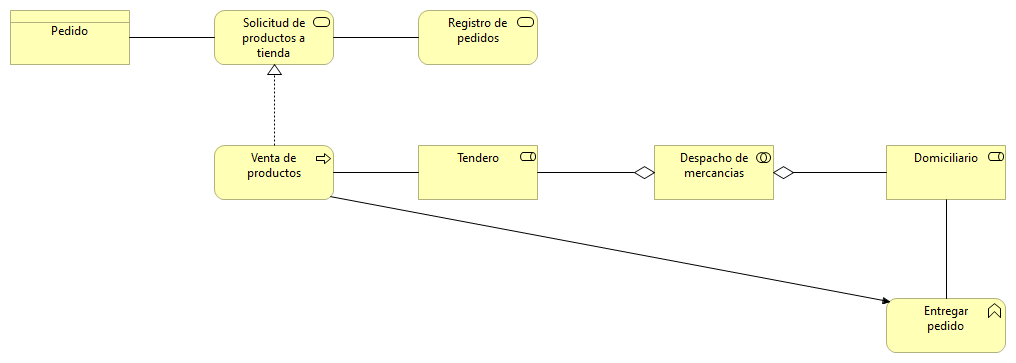 Pedido
Solicitud de
productos a
tienda
Registro de
pedidos
Venta de
productos
Tendero
Despacho de
mercancias
Domiciliario
Entregar
pedido